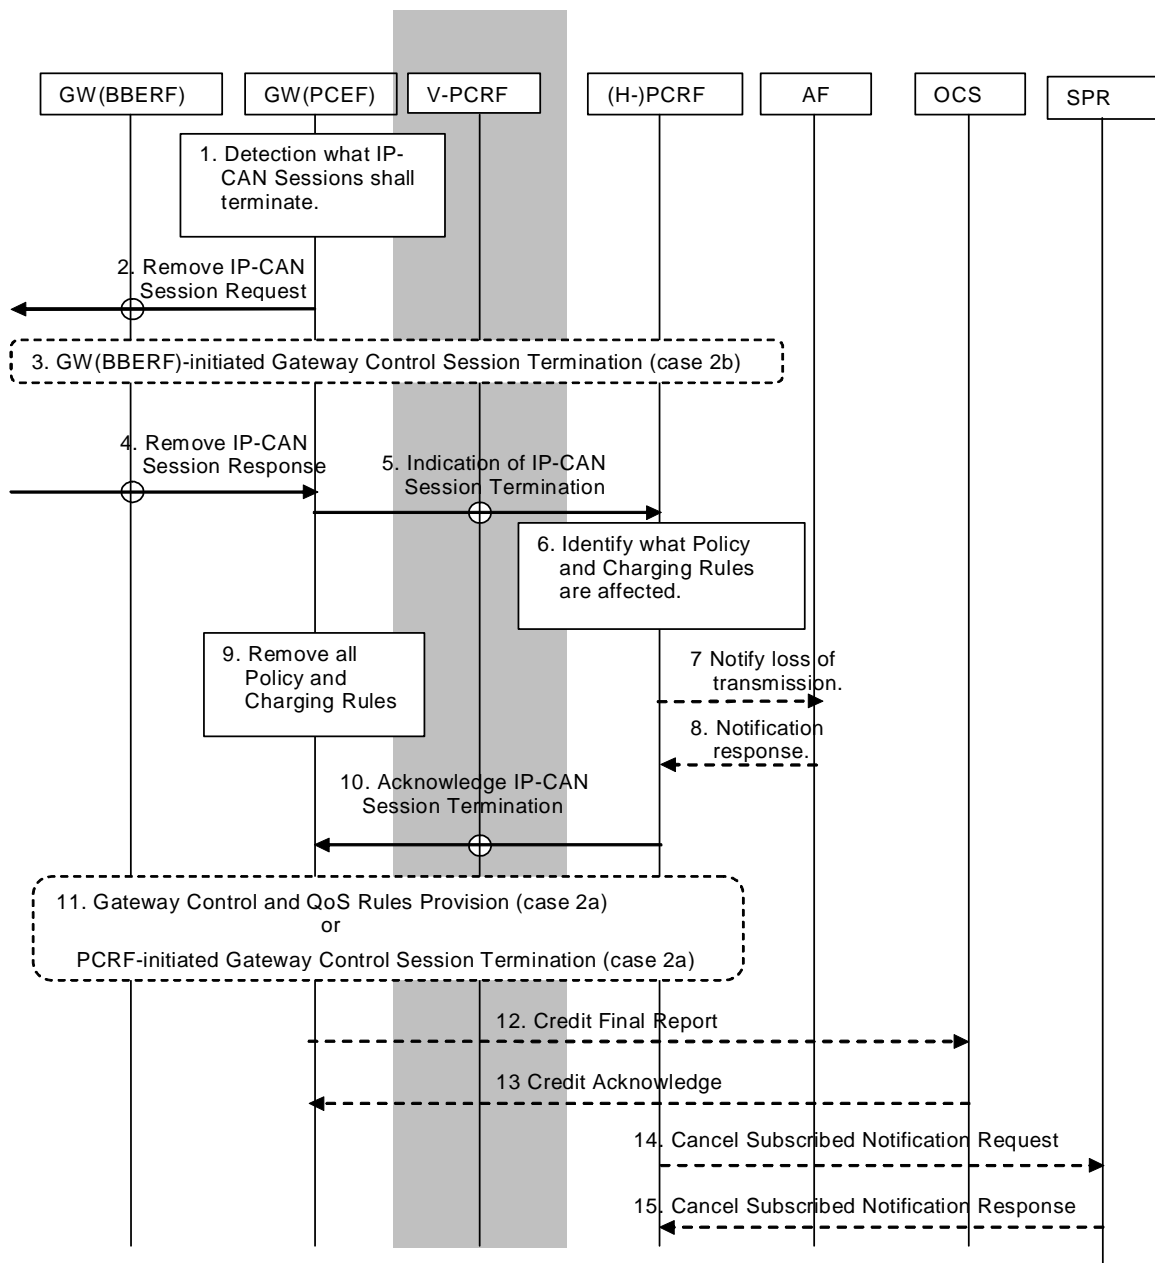 GW(BBERF)
GW(PCEF)
V-PCRF
(H-)PCRF
AF
OCS
SPR
1. Detection what IP-
CAN Sessions shall
terminate.
2. Remove IP-CAN
Session Request
3. GW(BBERF)-initiated Gateway Control Session Termination (case 2b)
4. Remove IP-CAN
Session Response
5. Indication of IP-CAN
Session Termination
6. Identify what Policy
and Charging Rules
are affected.
9. Remove all
Policy and
Charging Rules
7 Notify loss of
transmission.
8. Notification
response.
10. Acknowledge IP-CAN
Session Termination
11. Gateway Control and QoS Rules Provision (case 2a)
or
PCRF-initiated Gateway Control Session Termination (case 2a)
12. Credit Final Report
13 Credit Acknowledge
14. Cancel Subscribed Notification Request
15. Cancel Subscribed Notification Response